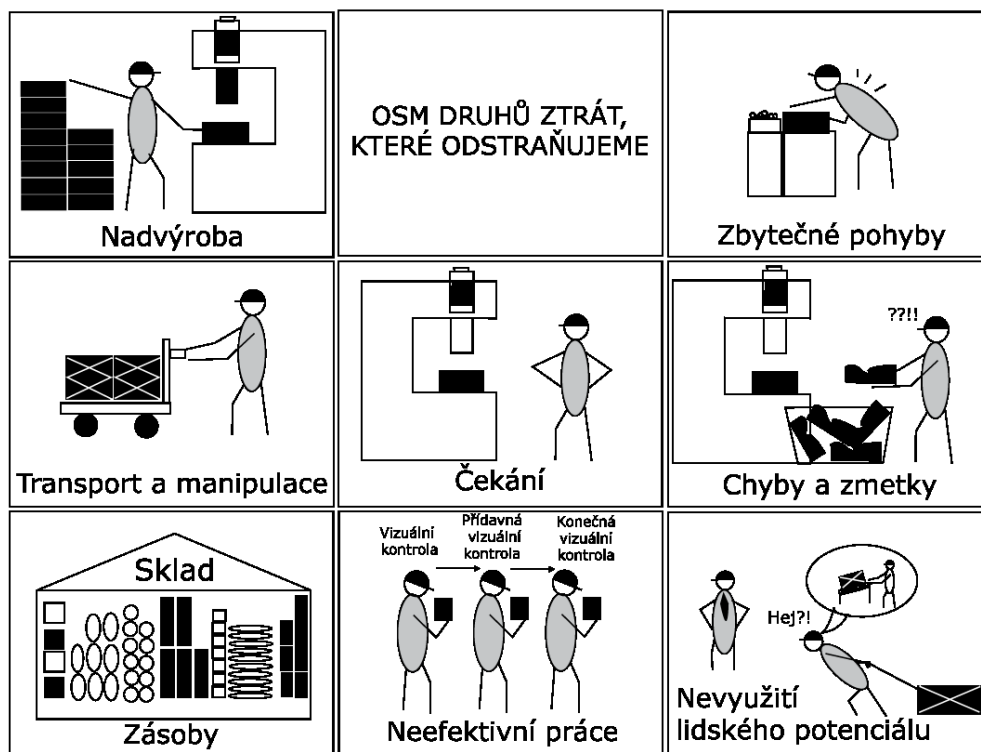 Nadvýroba
OSM DRUHŮ ZTRÁT,
KTERÉ ODSTRAŇUJEME
Zbytečné pohyby
Transport a manipulace
Čekání
??!!
Chyby a zmetky
Sklad
Zásoby
Vizuální
kontrola
Přídavná
vizuální
kontrola
Konečná
vizuální
kontrola
Neefektivní práce
Hej?!
Nevyužití
lidského potenciálu